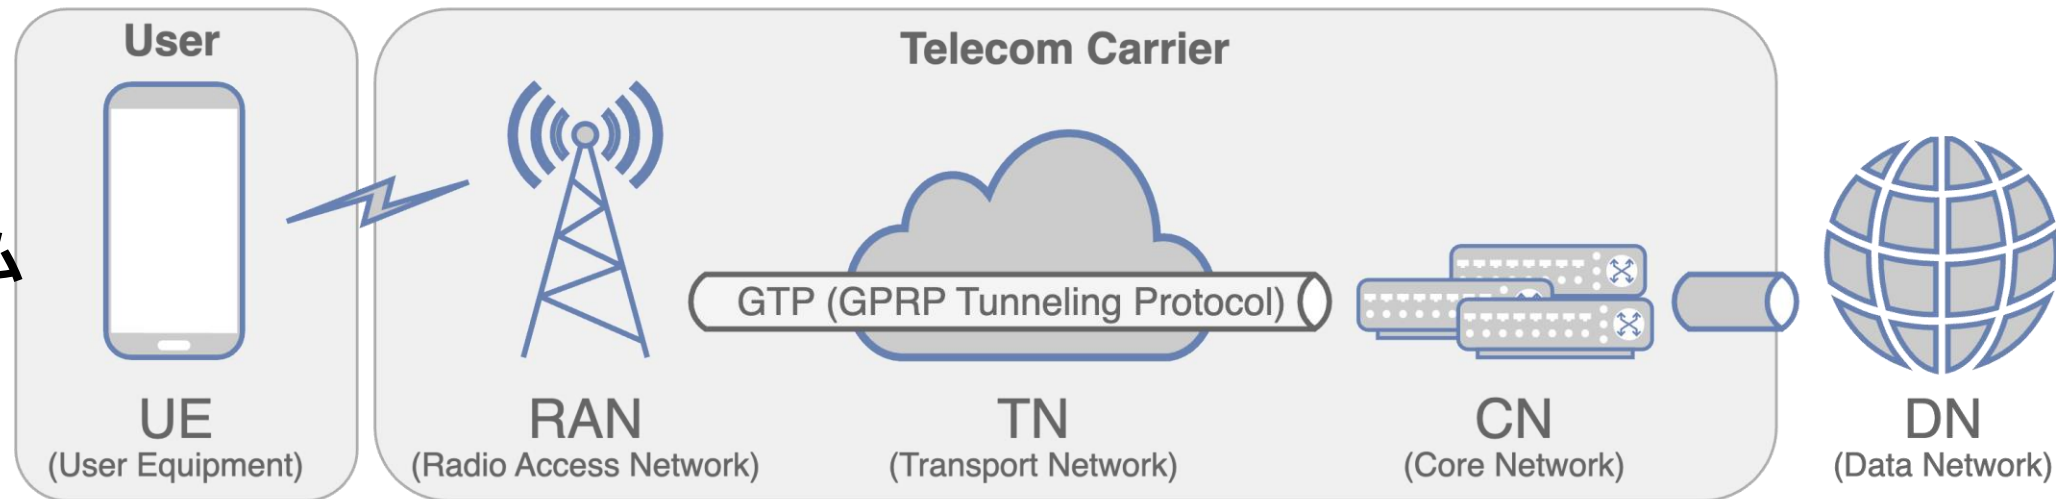 User
Telecom Carrier
GTP (GPRP Tunneling Protocol)
UE
(User Equipment)
RAN
(Radio Access Network)
TN
(Transport Network)
CN
(Core Network)
DN
(Data Network)